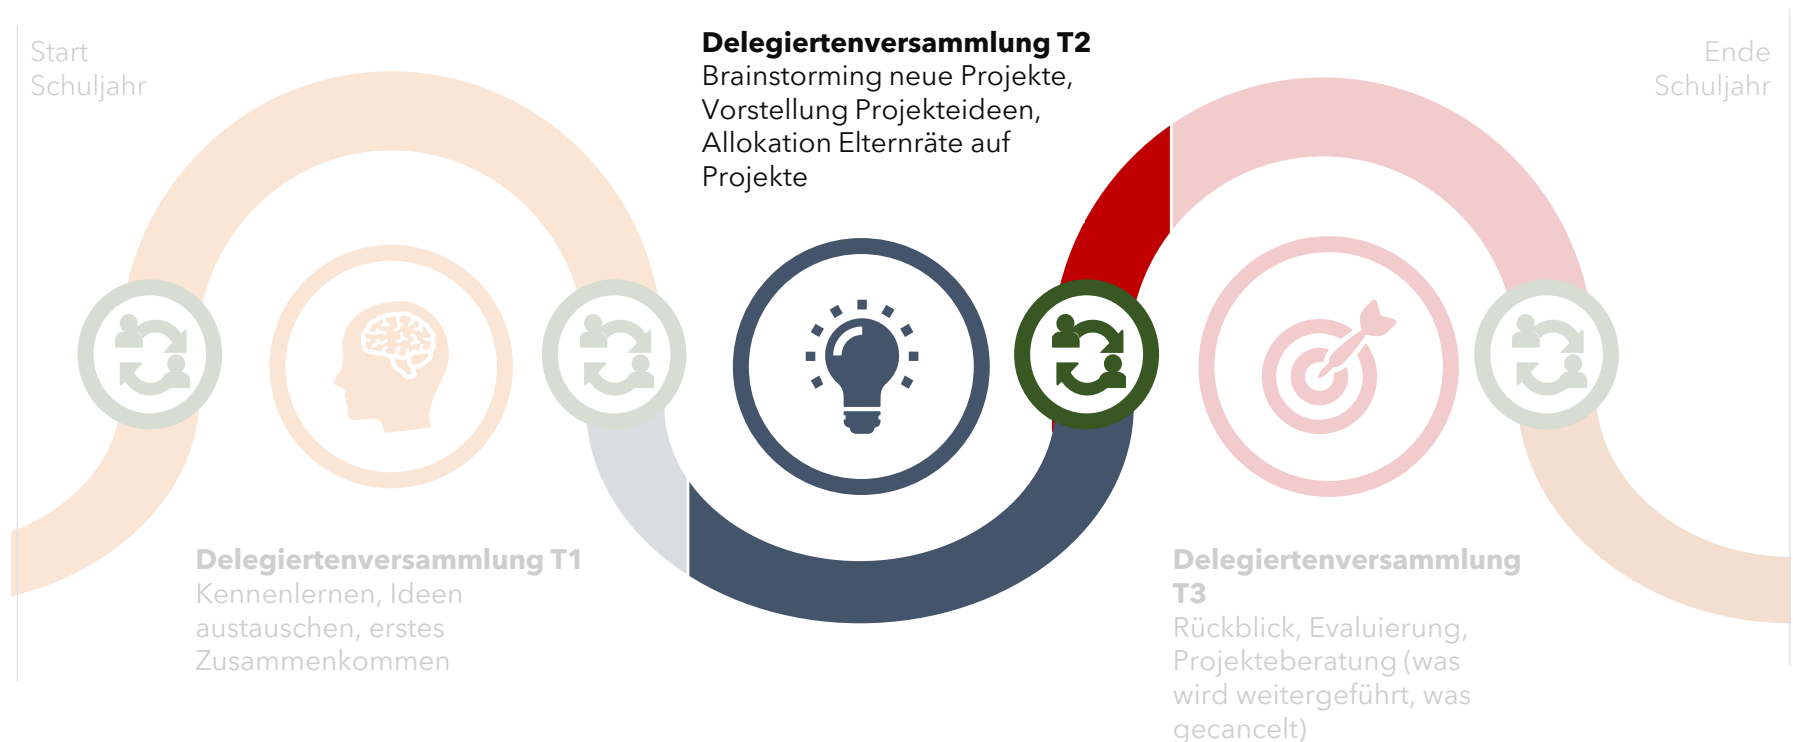 Start
Schuljahr
Delegiertenversammlung T2
Brainstorming neue Projekte,
Vorstellung Projekteideen,
Allokation Elternräte auf
Projekte
Ende
Schuljahr
Delegiertenversammlung T1
Kennenlernen, Ideen
austauschen, erstes
Zusammenkommen
Delegiertenversammlung
T3
Rückblick, Evaluierung,
Projekteberatung (was
wird weitergeführt, was
gecancelt)